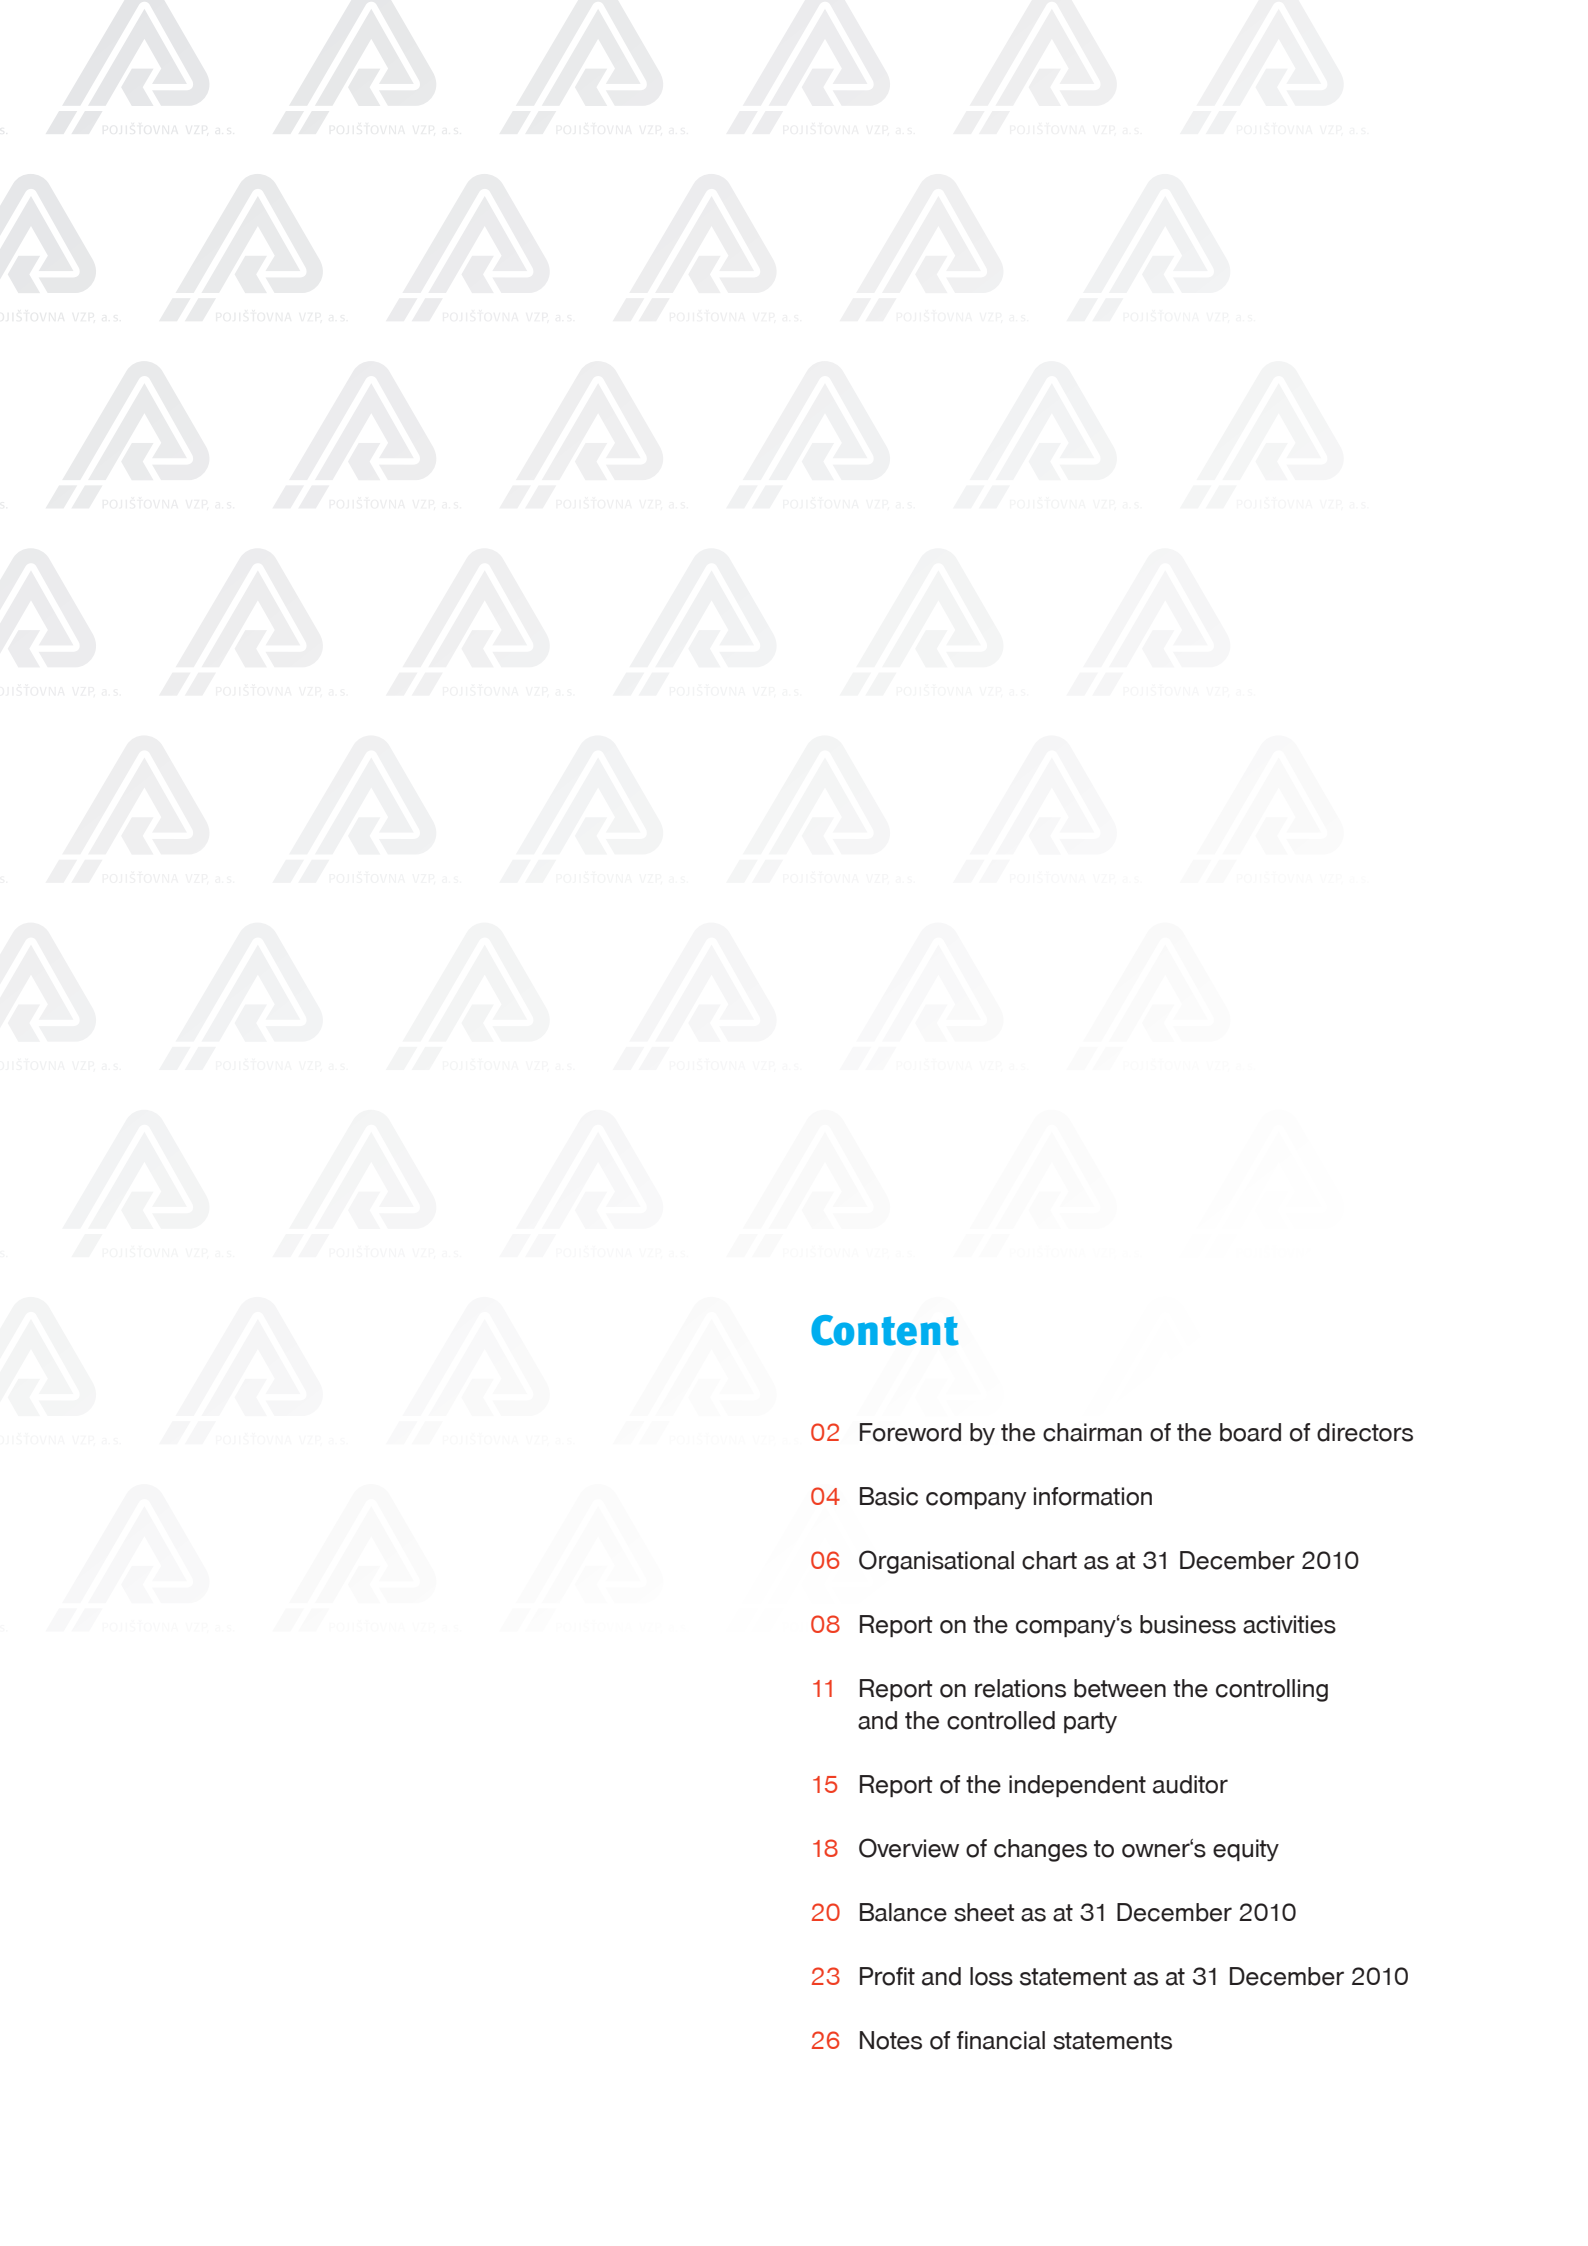 POJIŠŤOVNA VZP, a.s.
Content
02 Foreword by the chairman of the board of directors
04 Basic company information
06 Organisational chart as at 31 December 2010
08 Report on the company‘s business activities
11 Report on relations between the controlling
and the controlled party
15 Report of the independent auditor
18 Overview of changes to owner‘s equity
20 Balance sheet as at 31 December 2010
23 Profit and loss statement as at 31 December 2010
26 Notes of financial statements